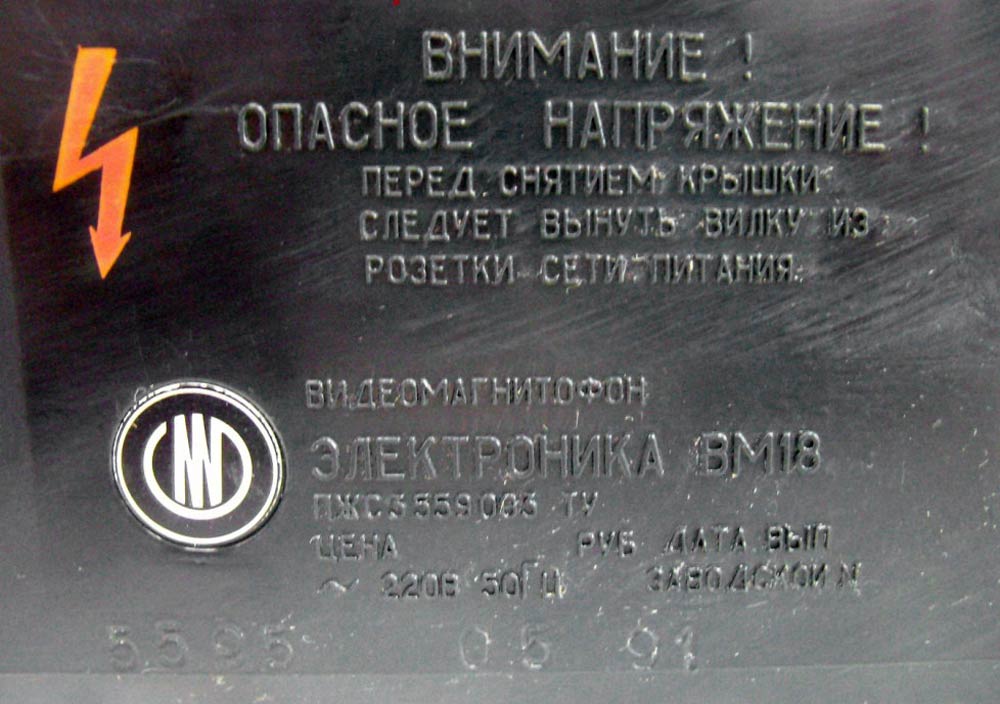 ВНИМАНИЕ !
ОПАСНОЕ НАПРЯЖЕНИЕ !
ПЕРЕД СНЯТИЕМ КРЫШКИ
СЛЕДУЕТ ВЫНУТЬ ВИЛКУ ИЗ
РОЗЕТКИ СЕТИ ПИТАНИЯ.
ВИДЕОМАГНИТОФОН
ЭЛЕКТРОНИКА ВМ18
ТУ
ЦЕНА РУБ ДАТА ВЫП
~ 220В 50ГЦ ЗАВОДСКОЙ N
5595 05 91